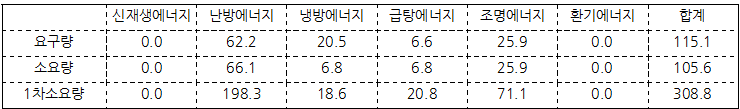 신재생에너지 난방에너지 냉방에너지 급탕에너지 조명에너지 환기에너지 합계
요구량 0.0 62.2 20.5 6.6 25.9 0.0 115.1
소요량 0.0 66.1 6.8 6.8 25.9 0.0 105.6
1차소요량 0.0 198.3 18.6 20.8 71.1 0.0 308.8